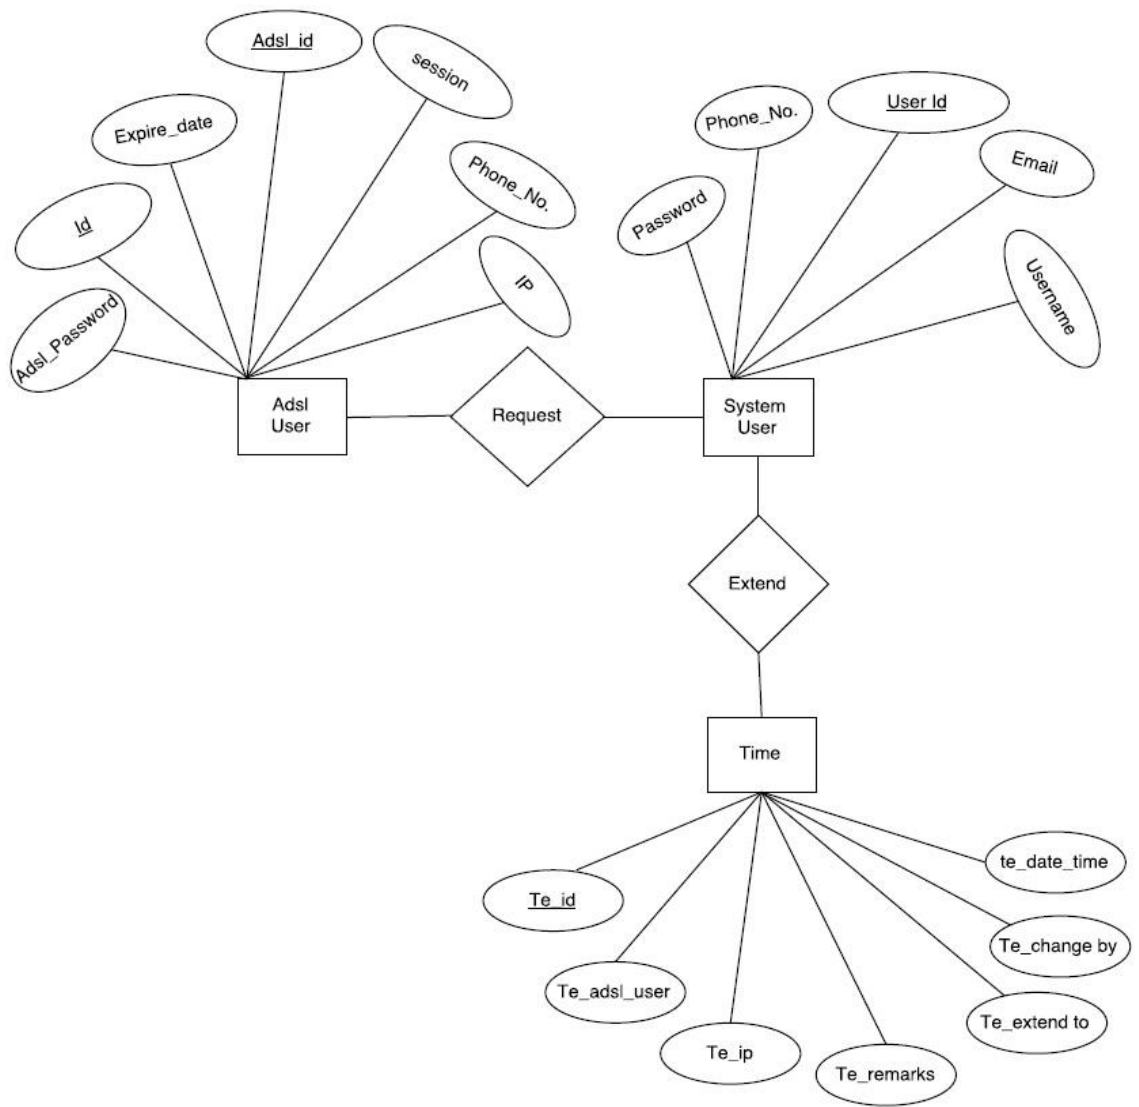 Adsl_id
session
Expire_date
Phone_No.
Id
IP
Adsl_Password
Phone_No.
User Id
Email
Password
Username
Adsl
User
Request
System
User
Extend
Time
te_date_time
Te_id
Te_change by
Te_adsl_user
Te_extend to
Te_ip
Te_remarks